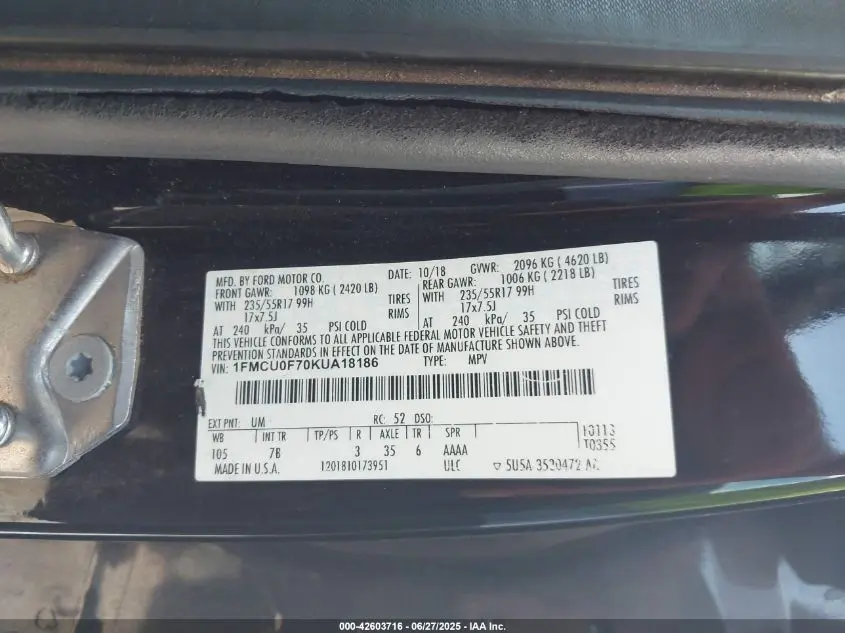 MFD. BY FORD MOTOR CO.
DATE: 10/18 GVWR: 2096 KG ( 4620 LB)
FRONT GAWR: 1098 KG ( 2420 LB)
REAR GAWR: 1006 KG ( 2218 LB)
WITH 235/55R17 99H TIRES
WITH 235/55R17 99H TIRES
17x7.5J RIMS
17x7.5J RIMS
AT 240 kPa/ 35 PSI COLD
AT 240 kPa/ 35 PSI COLD
THIS VEHICLE CONFORMS TO ALL APPLICABLE FEDERAL MOTOR VEHICLE SAFETY AND THEFT
PREVENTION STANDARDS IN EFFECT ON THE DATE OF MANUFACTURE SHOWN ABOVE.
VIN: 1FMCU0F70KUA18186 TYPE: MPV
EXT PNT: UM RC: 52 DSO:
WB INT TR TP/PS R AXLE TR SPR
105 7B 3 35 6 AAAA
10113
T0355
MADE IN U.S.A. 1201810173951 ULC
5U5A 3520472
000-42603716 — 06/27/2025 — IAA Inc.